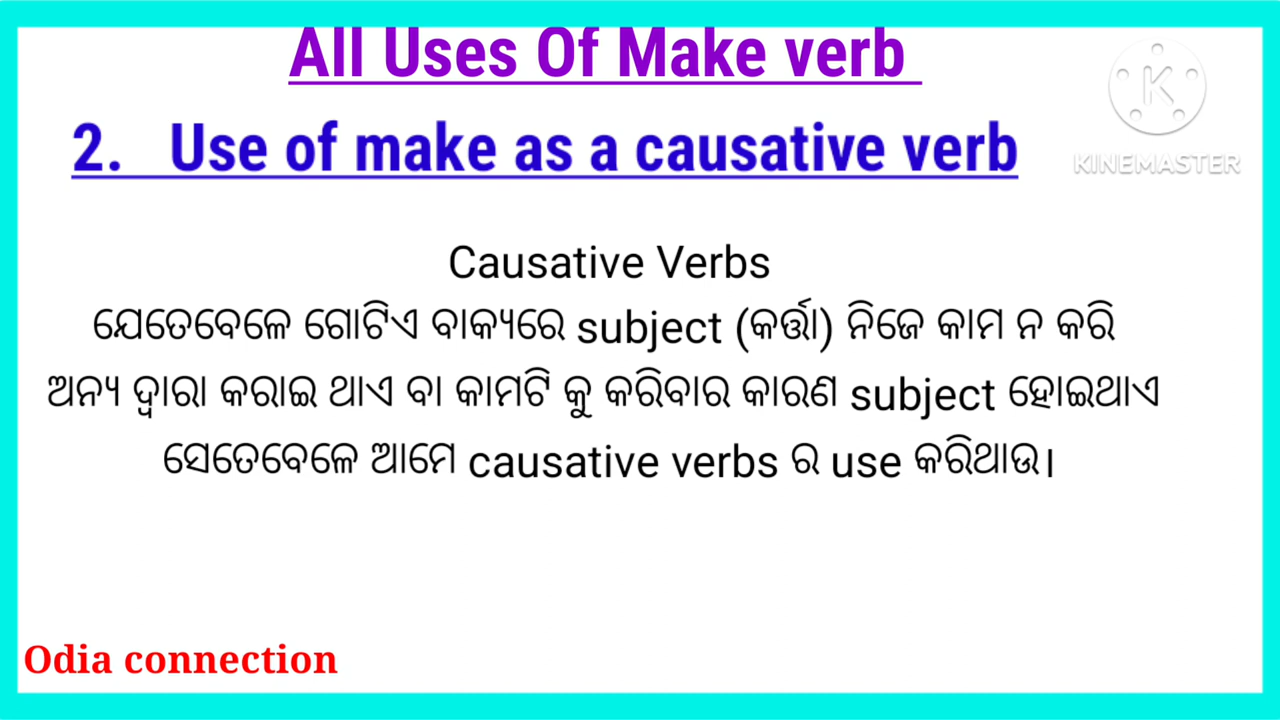 All Uses Of Make verb
KINEMASTER
2. Use of make as a causative verb
Causative Verbs
ଯେତେବେଳେ ଗୋଟିଏ ବାକ୍ୟରେ subject (କର୍ତ୍ତା) ନିଜେ କାମ ନ କରି
ଅନ୍ୟ ଦ୍ୱାରା କରାଇ ଥାଏ ବା କାମଟି କୁ କରିବାର କାରଣ subject ହୋଇଥାଏ
ସେତେବେଳେ ଆମେ causative verbs ର use କରିଥାଉ।
Odia connection